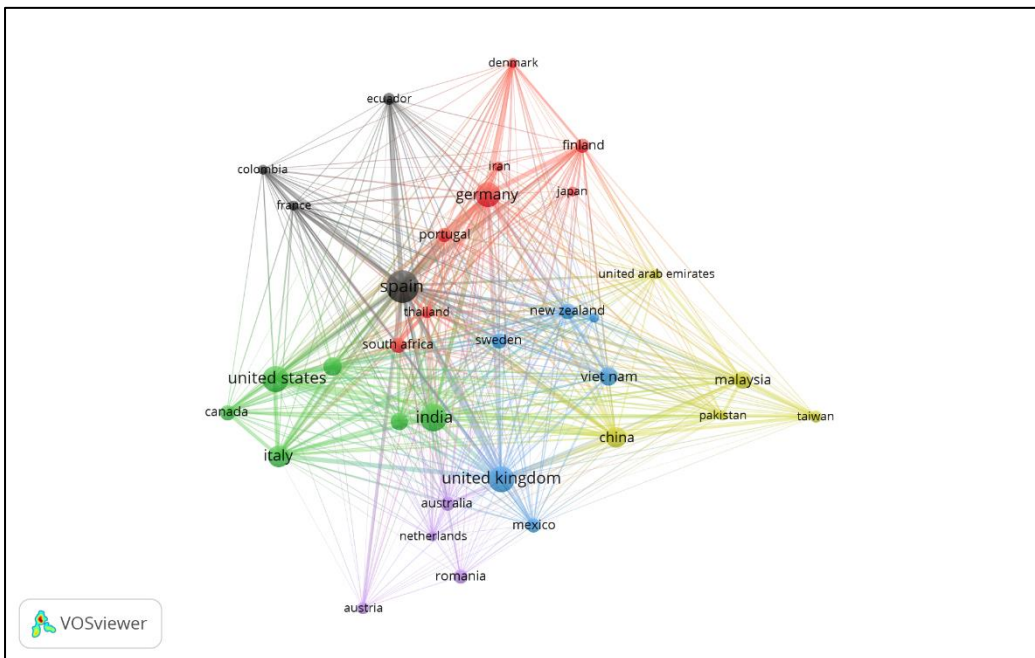 denmark
ecuador
finland
colombia
iran
germany
japan
france
portugal
united arab emirates
spain
thailand
new zealand
south africa
sweden
united states
viet nam
malaysia
canada
india
pakistan
taiwan
china
italy
united kingdom
australia
mexico
netherlands
romania
austria
VOSviewer